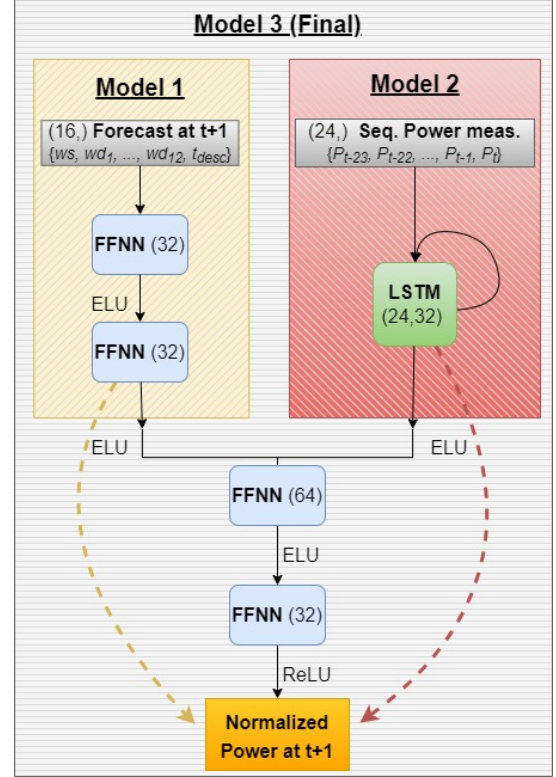 Model 3 (Final)
Model 1
(16,) Forecast at t+1
{ws, wd1, ..., wd12, tdesc}
FFNN (32)
ELU
FFNN (32)
Model 2
(24,) Seq. Power meas.
{Pt-23, Pt-22, ..., Pt-1, Pt}
LSTM
(24,32)
ELU
ELU
FFNN (64)
ELU
FFNN (32)
ReLU
Normalized
Power at t+1